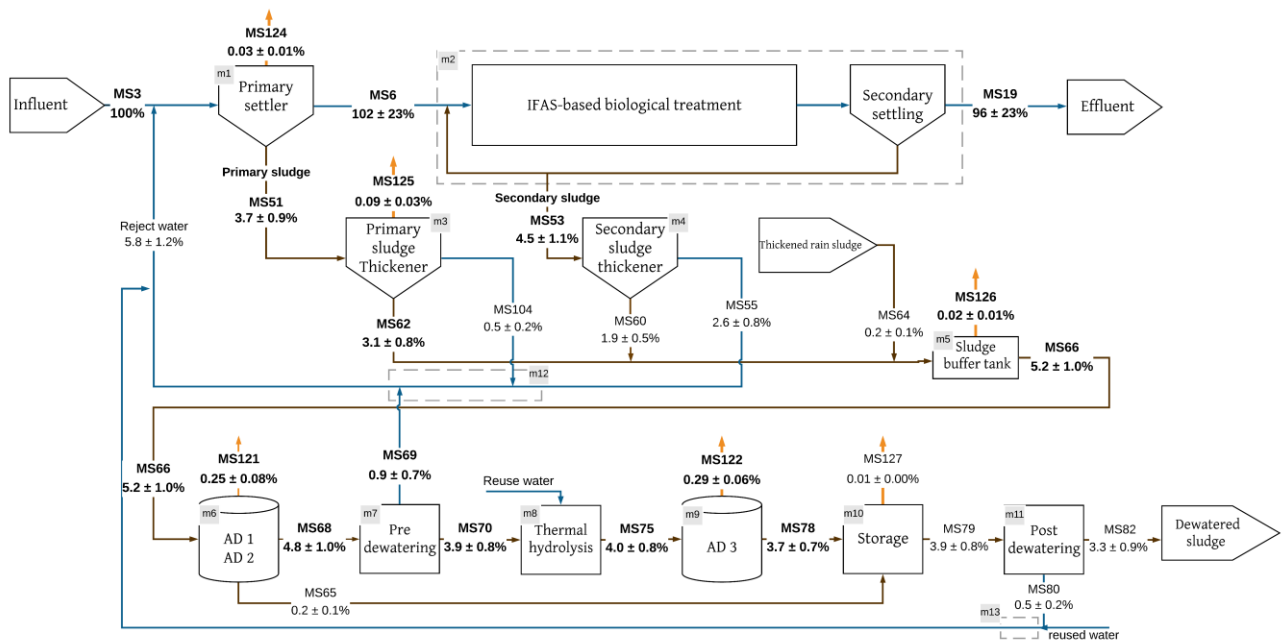 MS124
0.03 ± 0.01%
m1
Primary
settler
Influent
MS3
100%
MS6
102 ± 23%
m2
IFAS-based biological treatment
Secondary
settling
MS19
96 ± 23%
Effluent
Primary sludge
MS51
3.7 ± 0.9%
MS125
0.09 ± 0.03%
m3
Primary
sludge
Thickener
Secondary sludge
MS53
4.5 ± 1.1%
m4
Secondary
sludge
thickener
Thickened rain sludge
Reject water
5.8 ± 1.2%
MS104
0.5 ± 0.2%
MS62
3.1 ± 0.8%
MS60
1.9 ± 0.5%
MS55
2.6 ± 0.8%
MS64
0.2 ± 0.1%
MS126
0.02 ± 0.01%
m5
Sludge
buffer tank
MS66
5.2 ± 1.0%
m12
MS66
5.2 ± 1.0%
MS121
0.25 ± 0.08%
m6
AD 1
AD 2
MS68
4.8 ± 1.0%
MS69
0.9 ± 0.7%
m7
Pre
dewatering
MS70
3.9 ± 0.8%
Reuse water
m8
Thermal
hydrolysis
MS75
4.0 ± 0.8%
MS122
0.29 ± 0.06%
m9
AD 3
MS78
3.7 ± 0.7%
MS127
0.01 ± 0.00%
m10
Storage
MS79
3.9 ± 0.8%
m11
Post
dewatering
MS82
3.3 ± 0.9%
Dewatered
sludge
MS65
0.2 ± 0.1%
MS80
0.5 ± 0.2%
m13
reused water